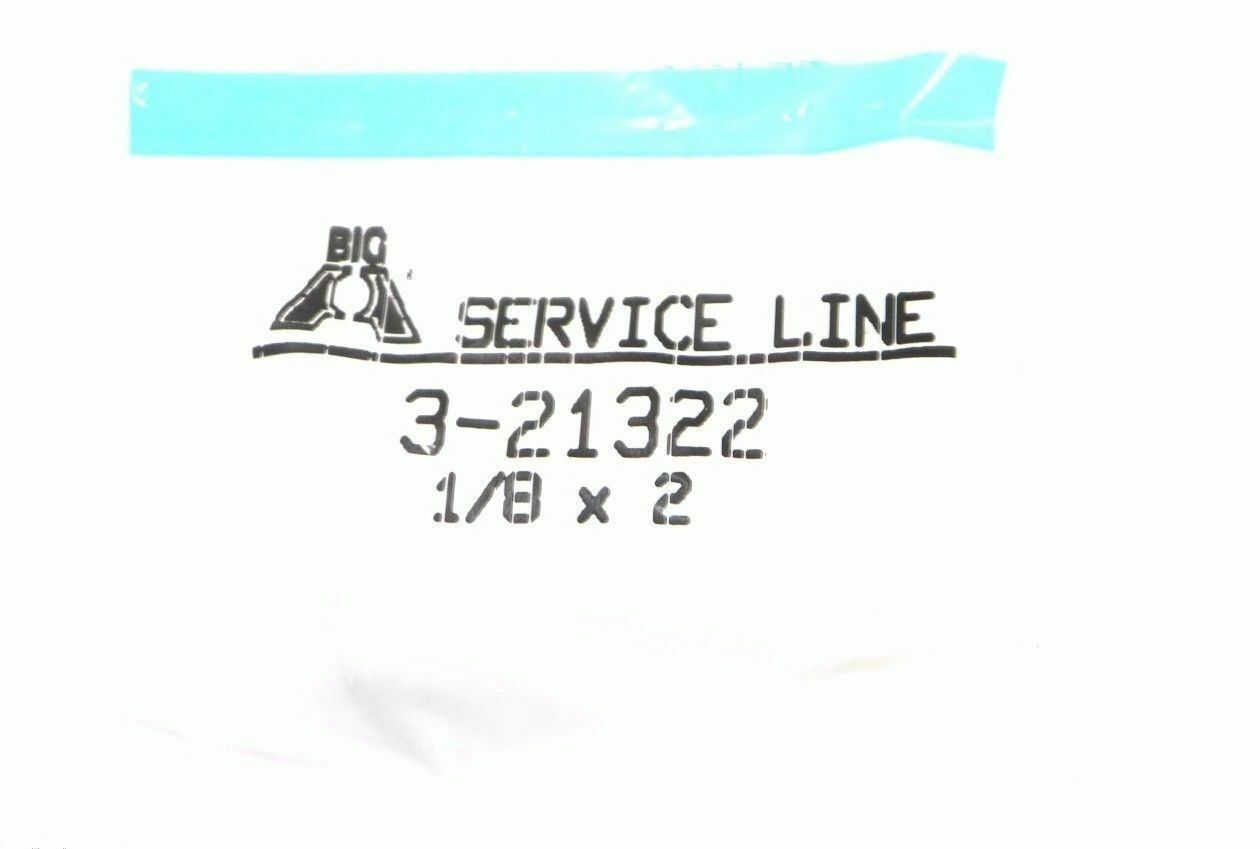 BIG
A SERVICE LINE
3-21322
1/8 x 2